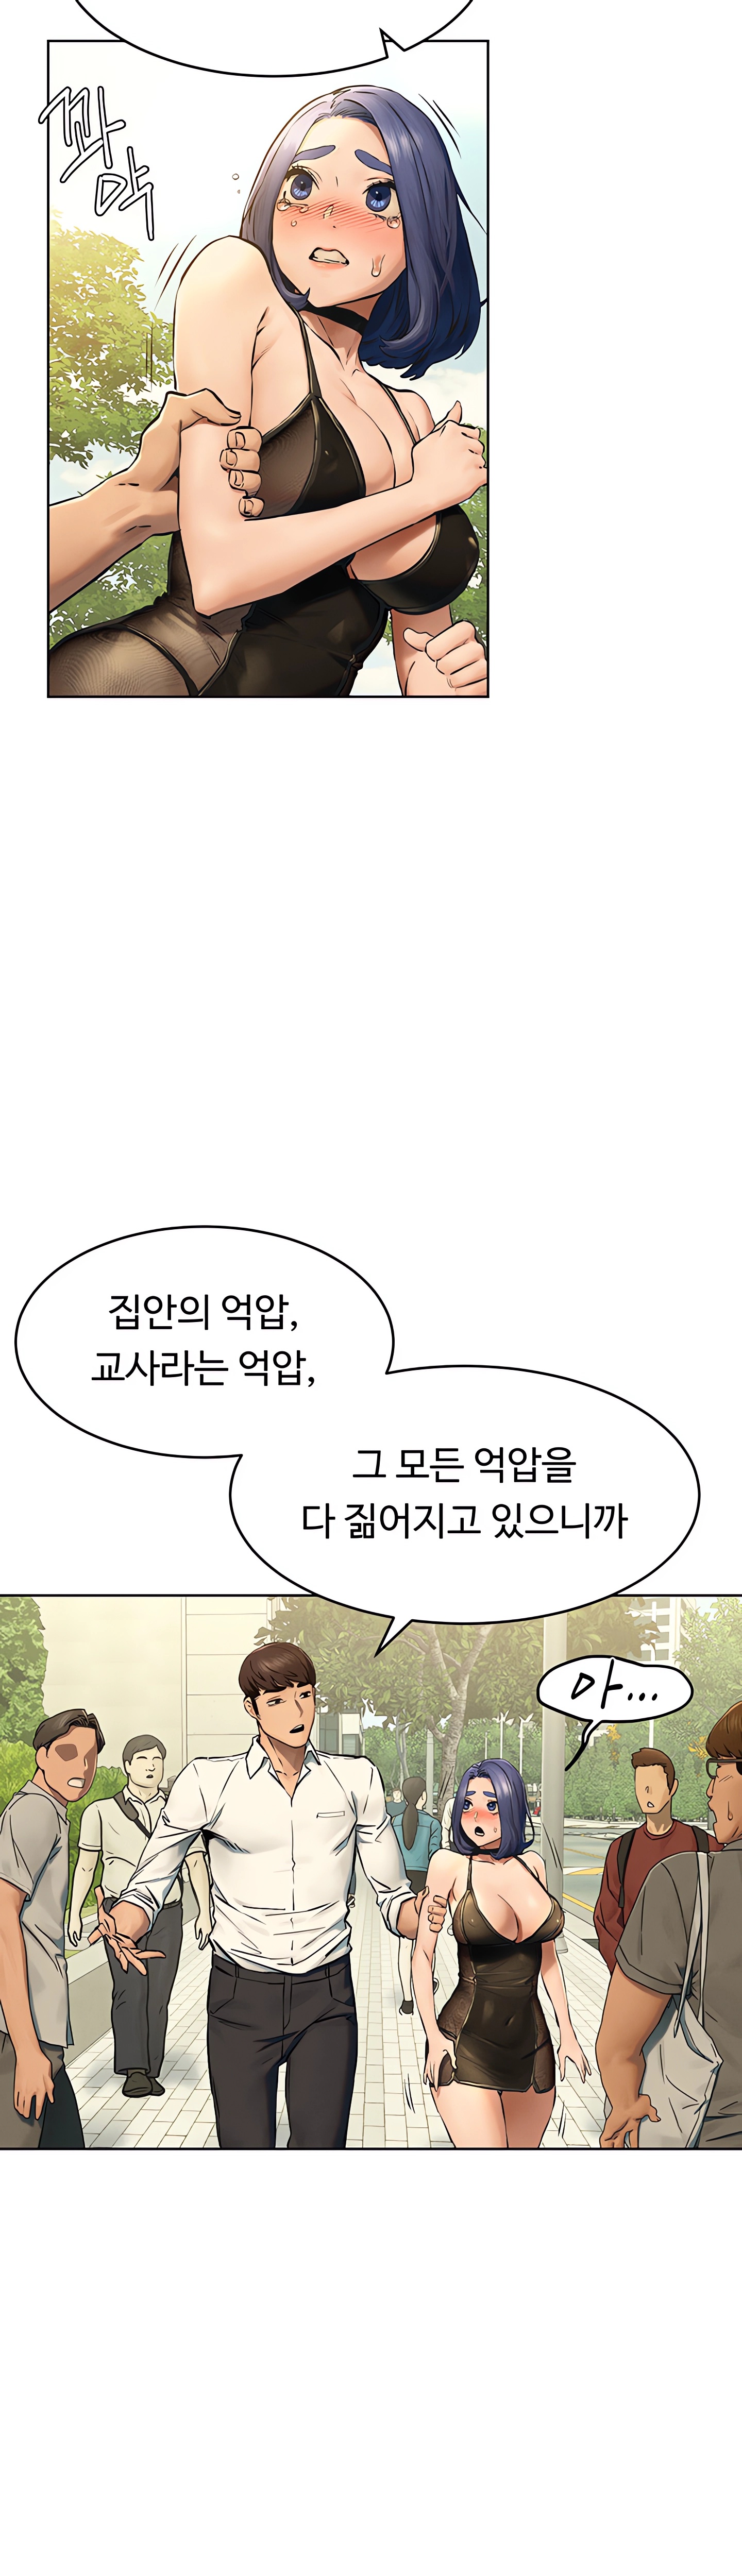 꽈
악
집안의 억압,
교사라는 억압,
그 모든 억압을
다 짊어지고 있으니까
아...